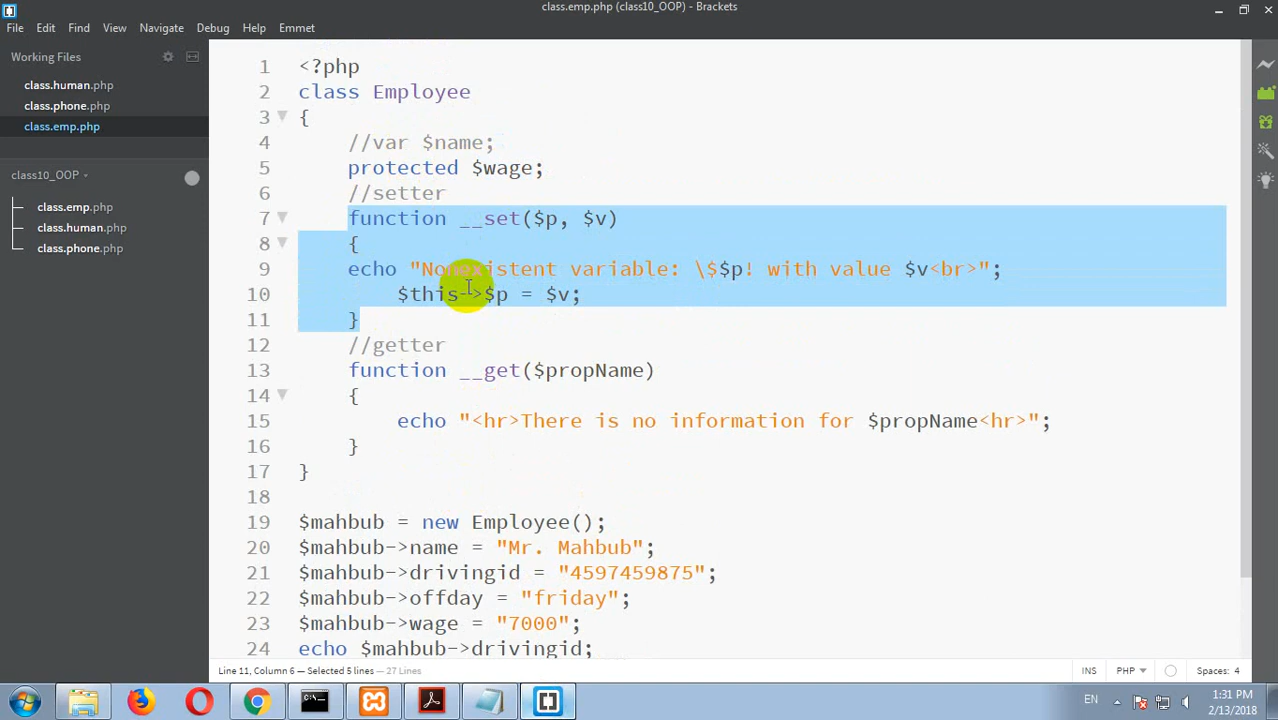 class.emp.php (class10_OOP) - Brackets
File Edit Find View Navigate Debug Help Emmet
Working Files
class.human.php
class.phone.php
class.emp.php
class10_OOP
class.emp.php
class.human.php
class.phone.php
1 <?php
2 class Employee
3 {
4 //var $name;
5 protected $wage;
6 //setter
7 function __set($p, $v)
8 {
9 echo "Nonexistent variable: \$$p! with value $v<br>";
10 $this->$p = $v;
11 }
12 //getter
13 function __get($propName)
14 {
15 echo "<hr>There is no information for $propName<hr>";
16 }
17 }
18
19 $mahbub = new Employee();
20 $mahbub->name = "Mr. Mahbub";
21 $mahbub->drivingid = "4597459875";
22 $mahbub->offday = "friday";
23 $mahbub->wage = "7000";
24 echo $mahbub->drivingid;
Line 11, Column 6 — Selected 5 lines — 27 Lines
INS PHP Spaces: 4
EN
1:31 PM
2/13/2018